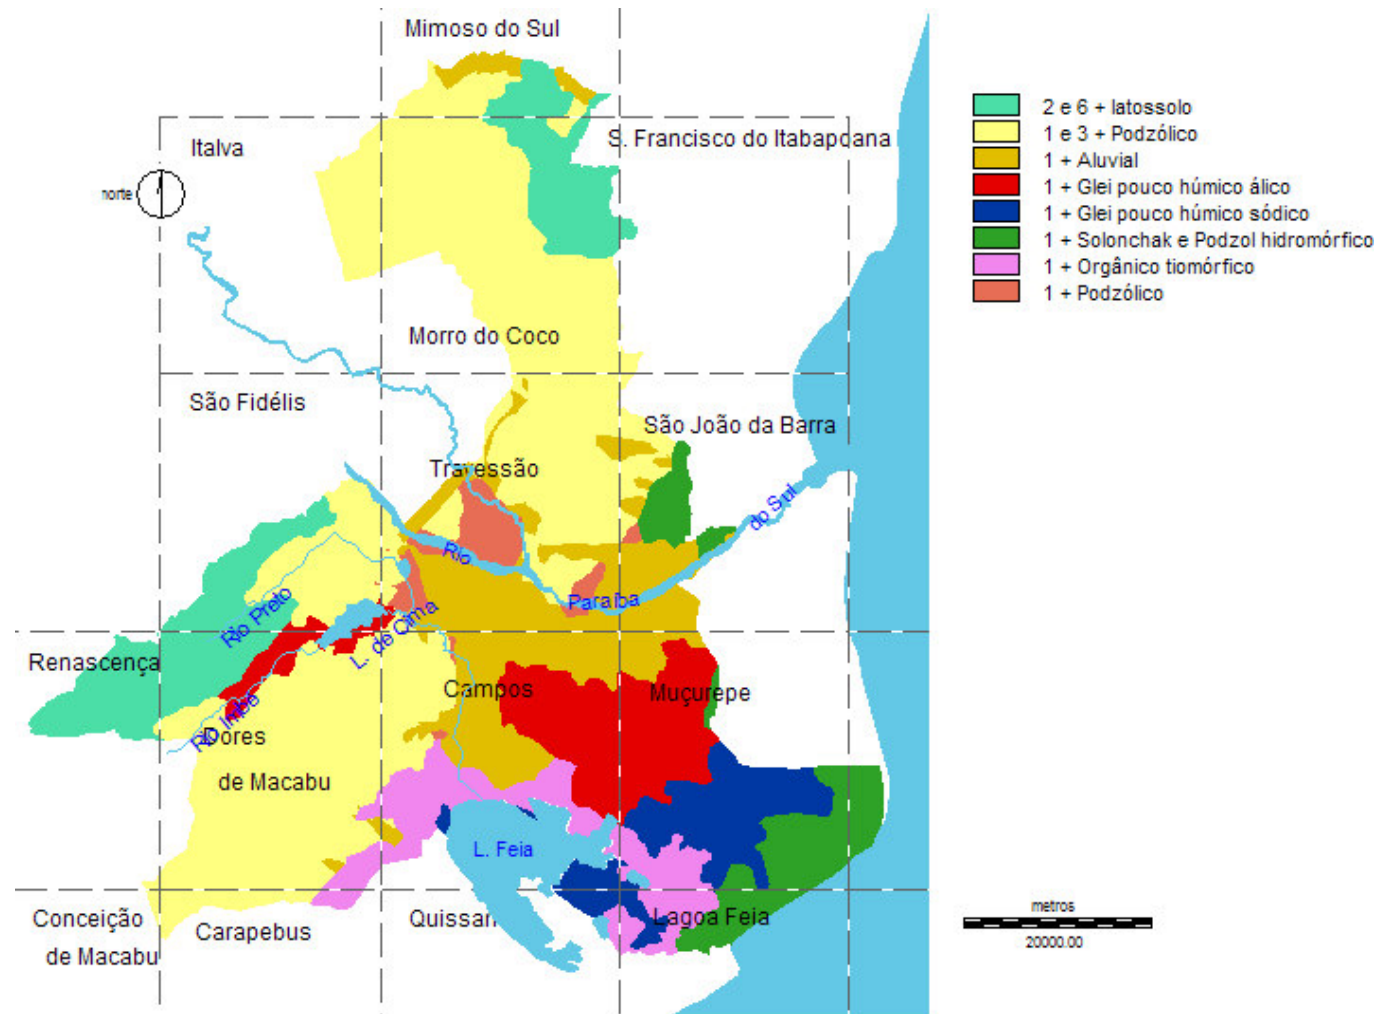 Mimoso do Sul
Italva
S. Francisco do Itabapoana
norte
Morro do Coco
São Fidélis
São João da Barra
Travessão
do Sul
Rio
Paraíba
Rio Preto
L. de Cima
Renascença
Campos
Muçurepe
Rio Imbé
Dores
de Macabu
L. Feia
Conceição
de Macabu
Carapebus
Quissan
Lagoa Feia
2 e 6 + latossolo
1 e 3 + Podzólico
1 + Aluvial
1 + Glei pouco húmico álico
1 + Glei pouco húmico sódico
1 + Solonchak e Podzol hidromórfico
1 + Orgânico tiomórfico
1 + Podzólico
metros
20000.00